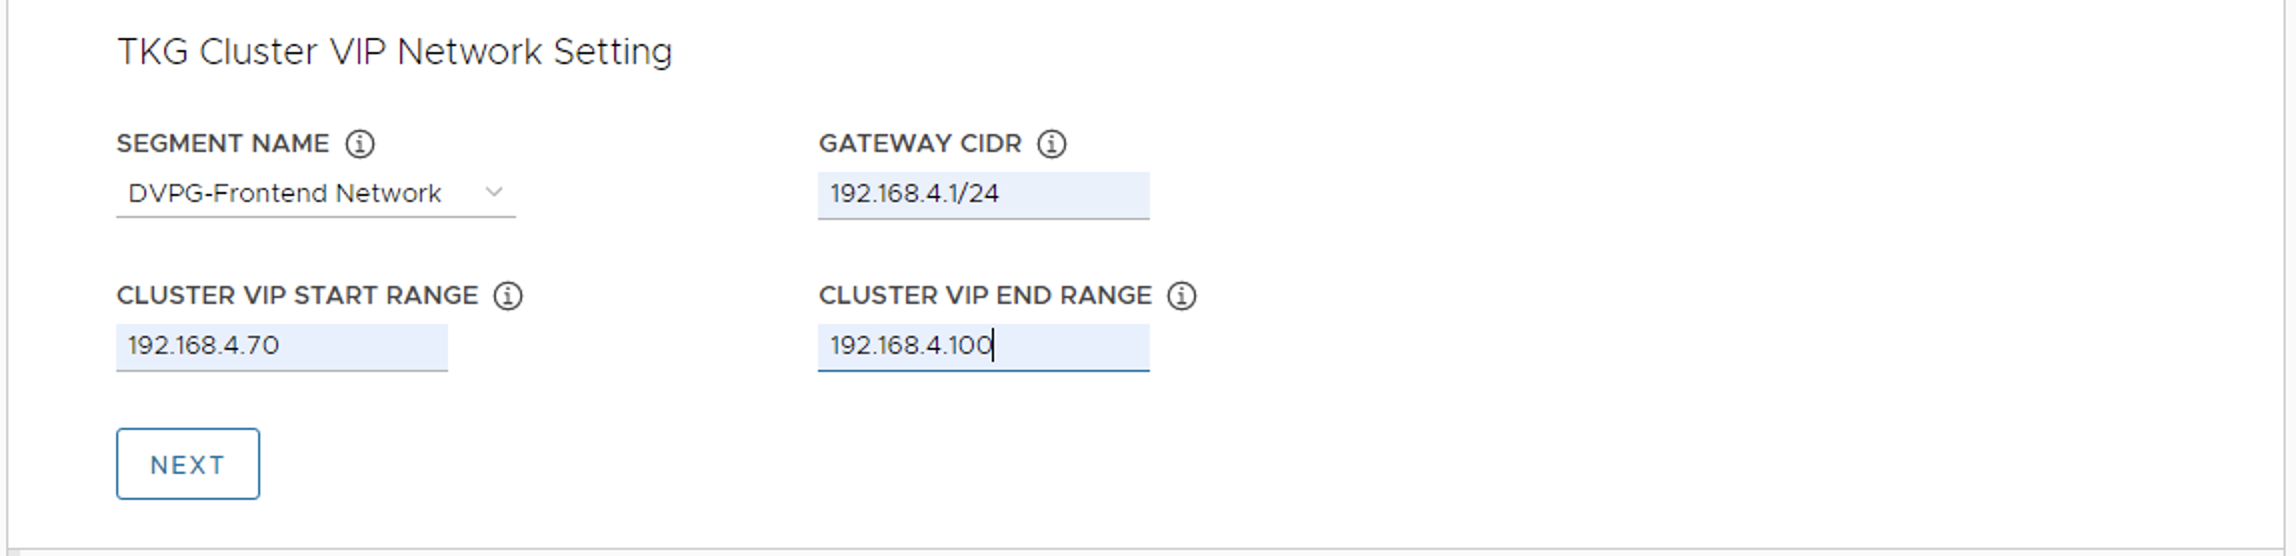 TKG Cluster VIP Network Setting
SEGMENT NAME
GATEWAY CIDR
DVPG-Frontend Network
192.168.4.1/24
CLUSTER VIP START RANGE
CLUSTER VIP END RANGE
192.168.4.70
192.168.4.100
NEXT